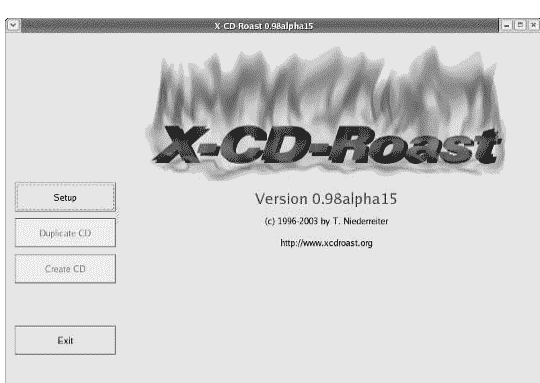 X-CD-Roast 0.98alpha15
X-CD-Roast
Version 0.98alpha15
(c) 1996-2003 by T. Niederreiter
http://www.xcdroast.org
Setup
Duplicate CD
Create CD
Exit